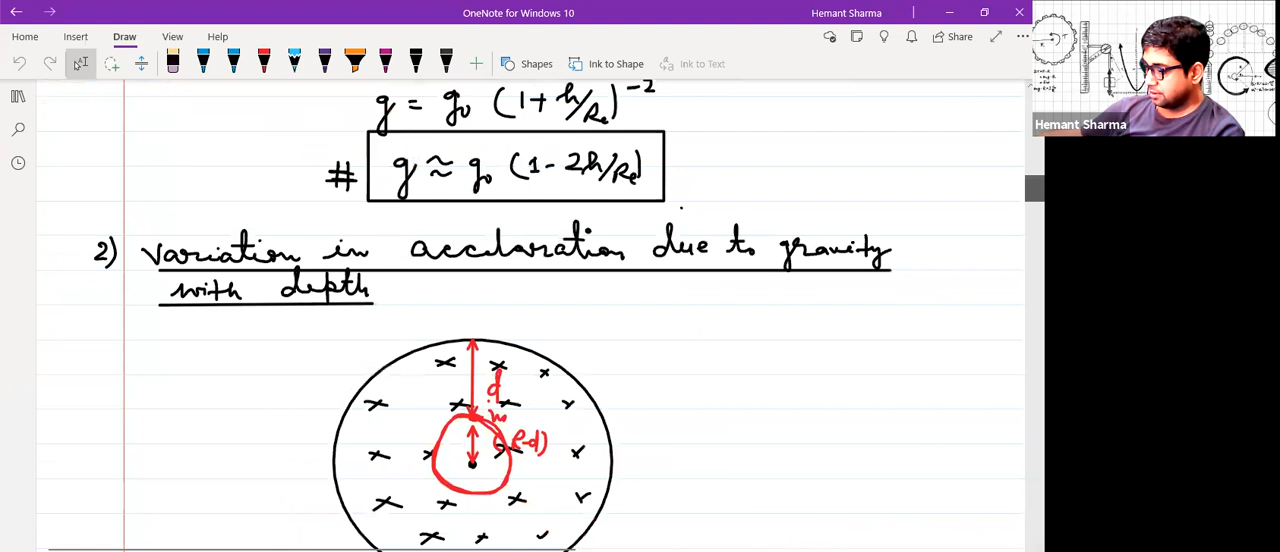 OneNote for Windows 10
Hemant Sharma
Home Insert Draw View Help
Share
Shapes Ink to Shape Ink to Text
Hemant Sharma
g = g₀ (1 + h/Re)⁻²
# g ≈ g₀ (1 - 2h/Re)
2) Variation in acclaration due to gravity
with depth
d
m
(R-d)